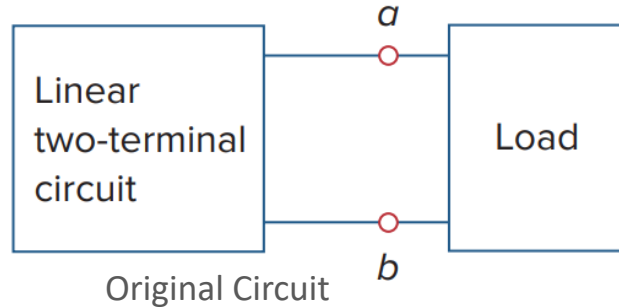 a
Linear
two-terminal
circuit
Load
b
Original Circuit